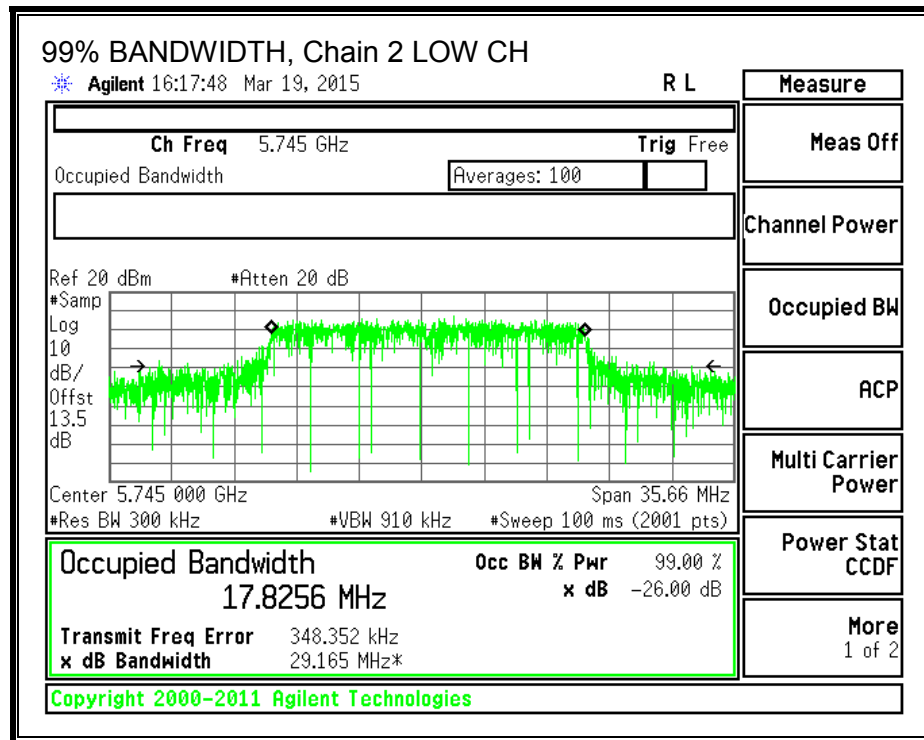 99% BANDWIDTH, Chain 2 LOW CH
Agilent 16:17:48 Mar 19, 2015 R L
Measure
Ch Freq 5.745 GHz Trig Free
Meas Off
Occupied Bandwidth Averages: 100
Channel Power
Ref 20 dBm #Atten 20 dB
#Samp
Log
10
dB/
Offst
13.5
dB
Occupied BW
ACP
Multi Carrier
Power
Center 5.745 000 GHz Span 35.66 MHz
#Res BW 300 kHz #VBW 910 kHz #Sweep 100 ms (2001 pts)
Power Stat
CCDF
Occupied Bandwidth Occ BW % Pwr 99.00 %
17.8256 MHz x dB -26.00 dB
Transmit Freq Error 348.352 kHz
x dB Bandwidth 29.165 MHz*
More
1 of 2
Copyright 2000-2011 Agilent Technologies